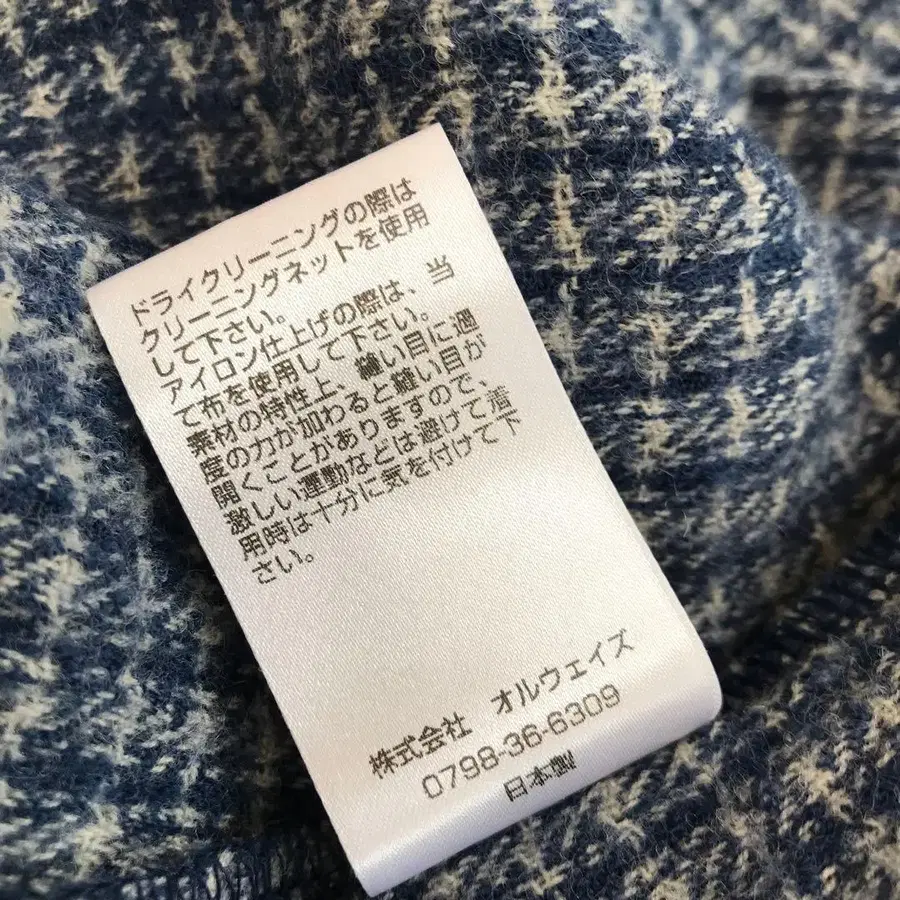 ドライクリーニングの際は
クリーニングネットを使用
して下さい。
アイロン仕上げの際は、当
て布を使用して下さい。
素材の特性上、縫い目に過
度の力が加わると縫い目が
開くことがありますので、
激しい運動などは避けて着
用時は十分に気を付けて下
さい。
株式会社 オルウェイズ
0798-36-6309
日本製